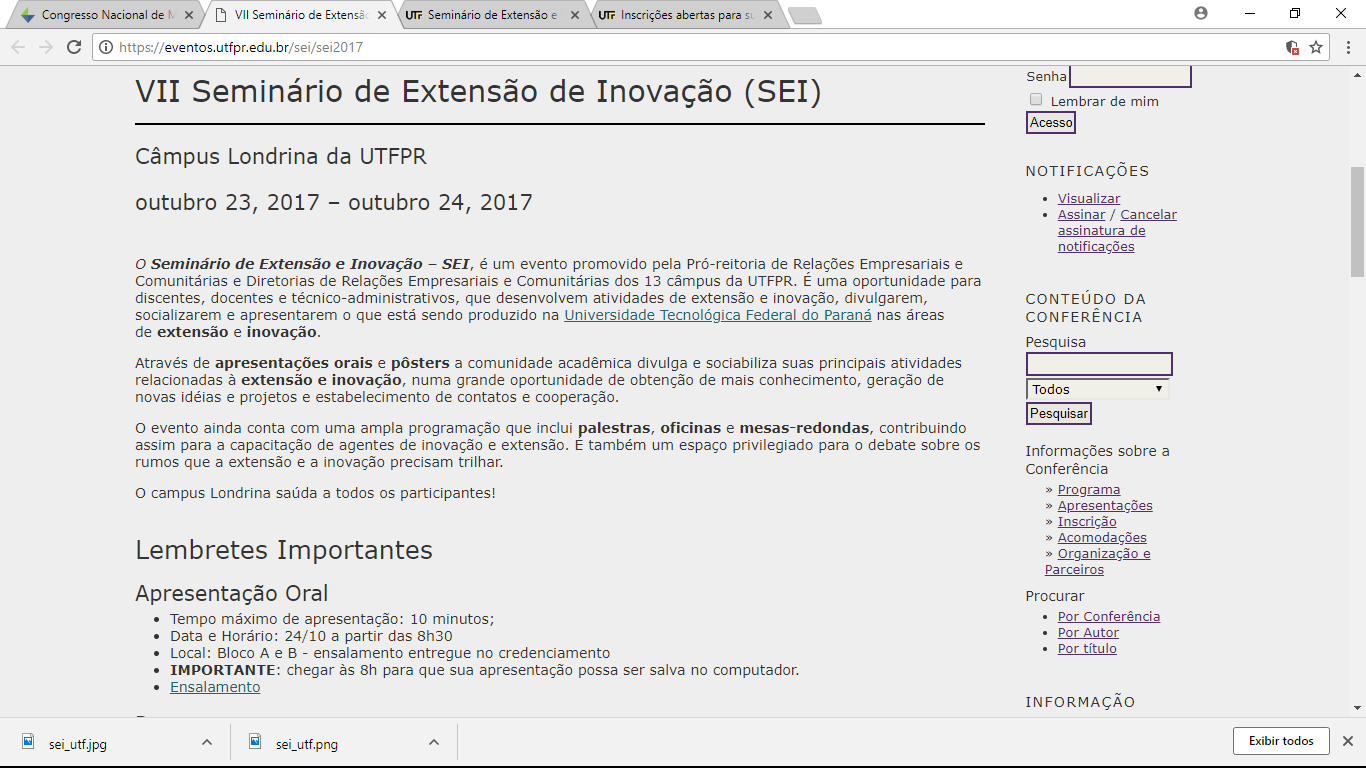 Congresso Nacional de M
VII Seminário de Extensão
UTF Seminário de Extensão e
UTF Inscrições abertas para su
https://eventos.utfpr.edu.br/sei/sei2017
VII Seminário de Extensão de Inovação (SEI)
Câmpus Londrina da UTFPR
outubro 23, 2017 – outubro 24, 2017
O Seminário de Extensão e Inovação – SEI, é um evento promovido pela Pró-reitoria de Relações Empresariais e
Comunitárias e Diretorias de Relações Empresariais e Comunitárias dos 13 câmpus da UTFPR. É uma oportunidade para
discentes, docentes e técnico-administrativos, que desenvolvem atividades de extensão e inovação, divulgarem,
socializarem e apresentarem o que está sendo produzido na Universidade Tecnológica Federal do Paraná nas áreas
de extensão e inovação.
Através de apresentações orais e pôsters a comunidade acadêmica divulga e sociabiliza suas principais atividades
relacionadas à extensão e inovação, numa grande oportunidade de obtenção de mais conhecimento, geração de
novas idéias e projetos e estabelecimento de contatos e cooperação.
O evento ainda conta com uma ampla programação que inclui palestras, oficinas e mesas-redondas, contribuindo
assim para a capacitação de agentes de inovação e extensão. É também um espaço privilegiado para o debate sobre os
rumos que a extensão e a inovação precisam trilhar.
O campus Londrina saúda a todos os participantes!
Lembretes Importantes
Apresentação Oral
Tempo máximo de apresentação: 10 minutos;
Data e Horário: 24/10 a partir das 8h30
Local: Bloco A e B - ensalamento entregue no credenciamento
IMPORTANTE: chegar às 8h para que sua apresentação possa ser salva no computador.
Ensalamento
Senha
Lembrar de mim
Acesso
NOTIFICAÇÕES
Visualizar
Assinar / Cancelar
assinatura de
notificações
CONTEÚDO DA
CONFERÊNCIA
Pesquisa
Todos
Pesquisar
Informações sobre a
Conferência
» Programa
» Apresentações
» Inscrição
» Acomodações
» Organização e
Parceiros
Procurar
Por Conferência
Por Autor
Por título
INFORMAÇÃO
sei_utf.jpg
sei_utf.png
Exibir todos